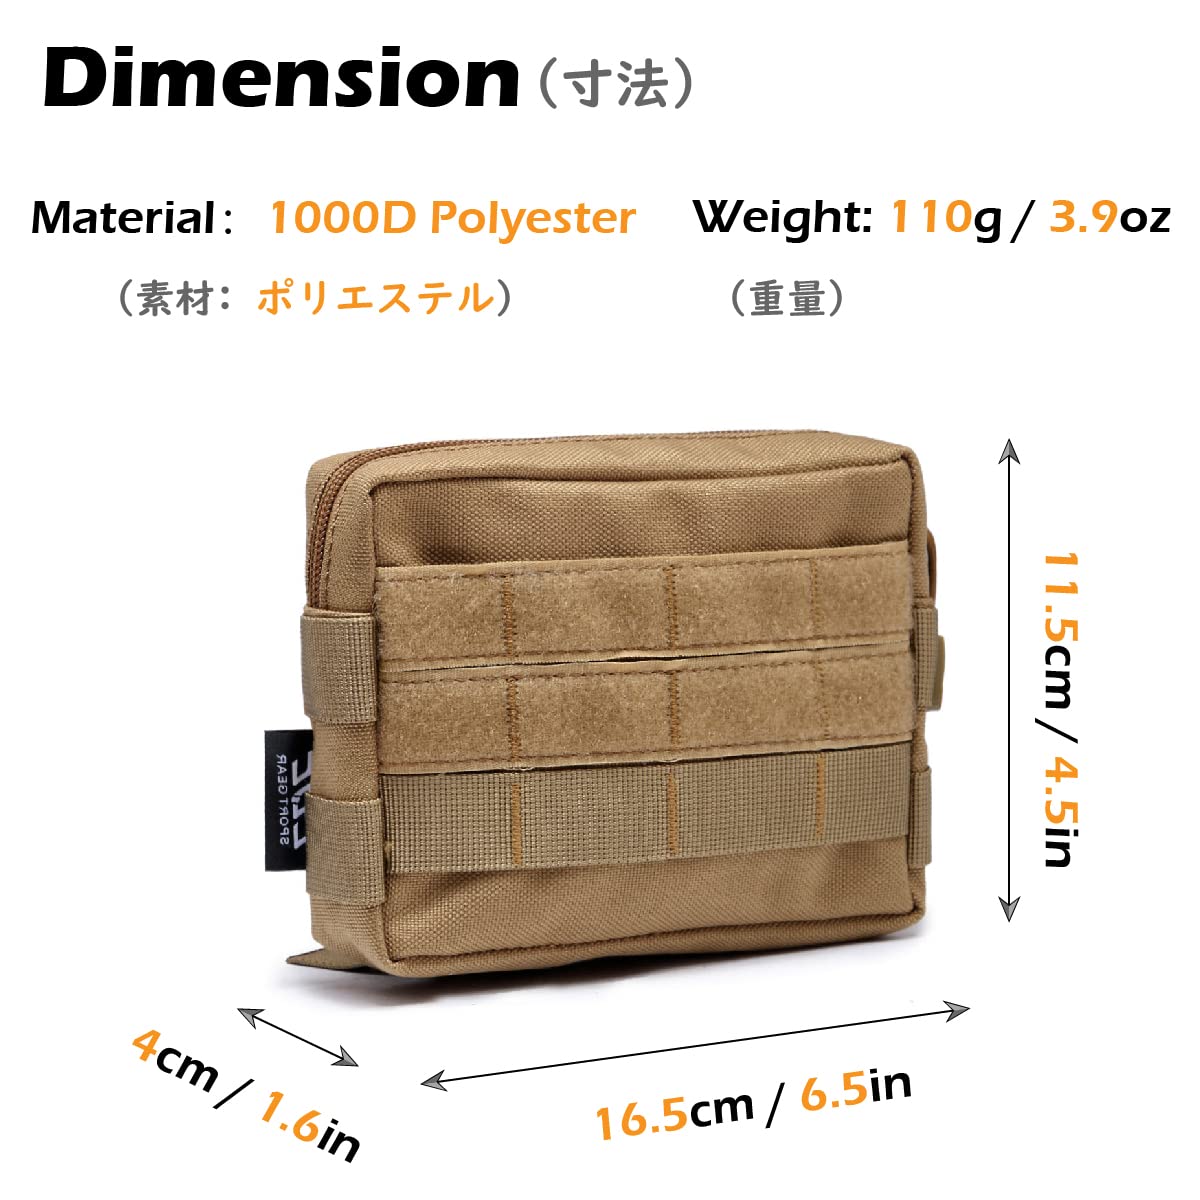 Dimension（寸法）
Material： 1000D Polyester
（素材：ポリエステル）
Weight: 110g / 3.9oz
（重量）
11.5cm / 4.5in
SPORT GEAR
4cm / 1.6in
16.5cm / 6.5in